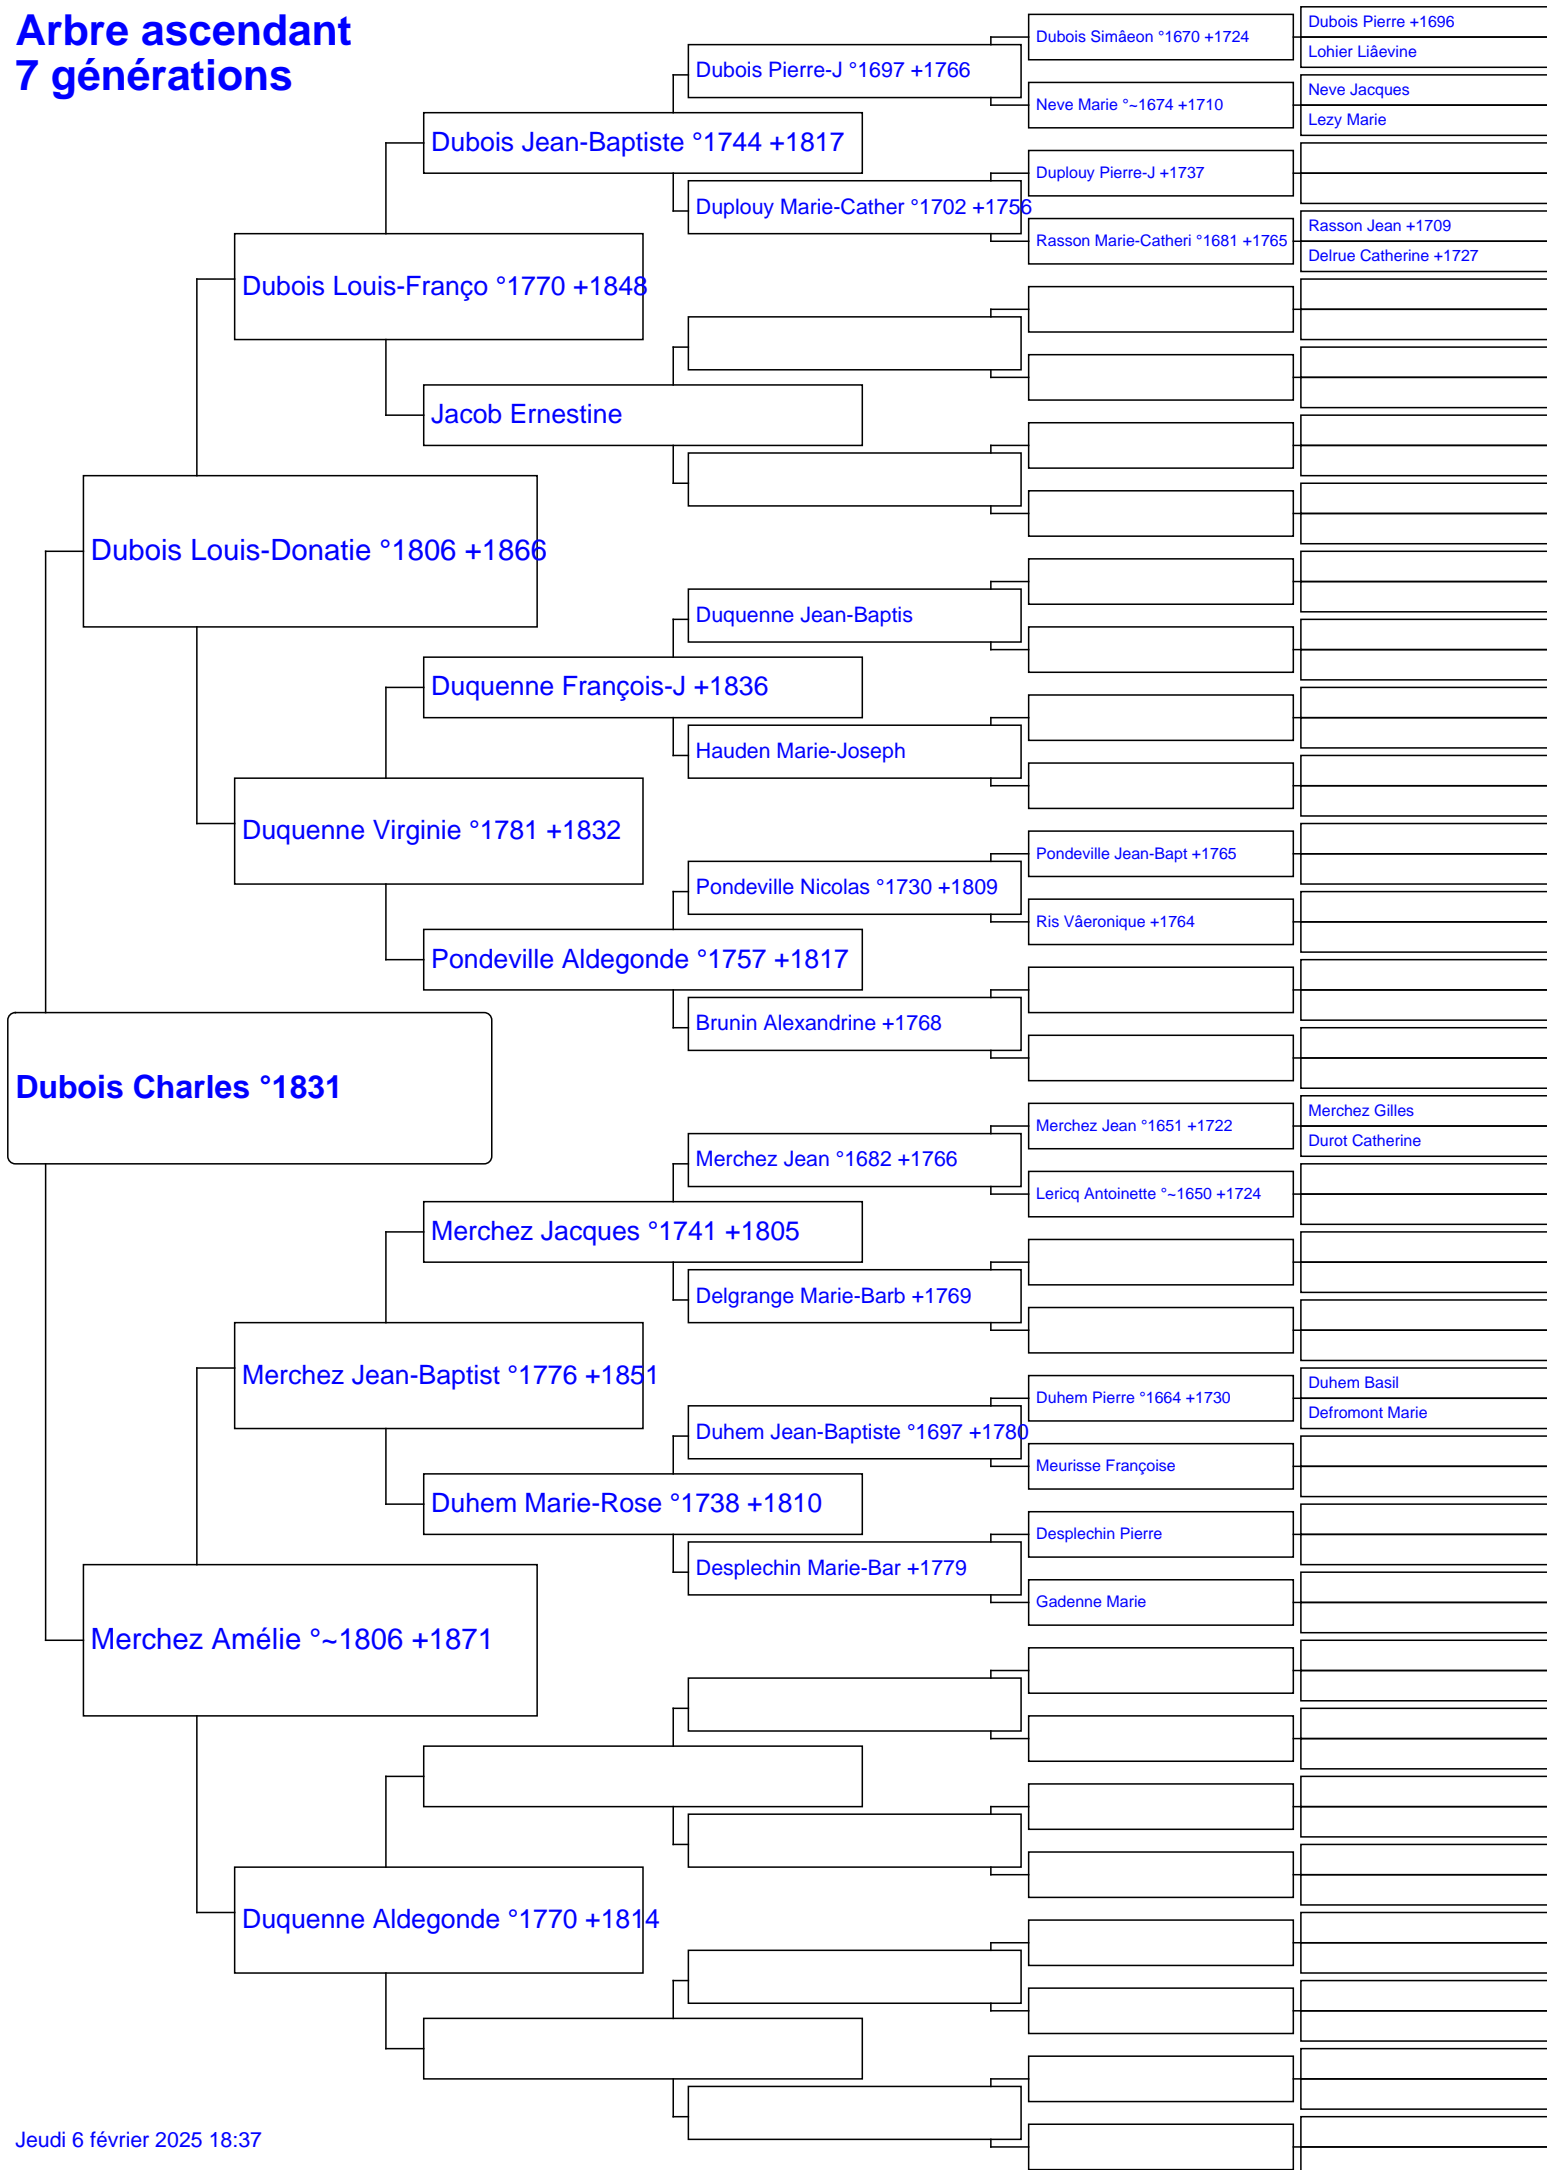 Arbre ascendant
7 générations
Dubois Charles °1831
Dubois Louis-Donatie °1806 +1866
Merchez Amélie °~1806 +1871
Dubois Louis-Franço °1770 +1848
Duquenne Virginie °1781 +1832
Merchez Jean-Baptist °1776 +1851
Duquenne Aldegonde °1770 +1814
Dubois Jean-Baptiste °1744 +1817
Jacob Ernestine
Duquenne François-J +1836
Pondeville Aldegonde °1757 +1817
Merchez Jacques °1741 +1805
Duhem Marie-Rose °1738 +1810
Dubois Pierre-J °1697 +1766
Duplouy Marie-Cather °1702 +1756
Duquenne Jean-Baptis
Hauden Marie-Joseph
Pondeville Nicolas °1730 +1809
Brunin Alexandrine +1768
Merchez Jean °1682 +1766
Delgrange Marie-Barb +1769
Duhem Jean-Baptiste °1697 +1780
Desplechin Marie-Bar +1779
Dubois Simâeon °1670 +1724
Neve Marie °~1674 +1710
Duplouy Pierre-J +1737
Rasson Marie-Catheri °1681 +1765
Pondeville Jean-Bapt +1765
Ris Vâeronique +1764
Merchez Jean °1651 +1722
Lericq Antoinette °~1650 +1724
Duhem Pierre °1664 +1730
Meurisse Françoise
Desplechin Pierre
Gadenne Marie
Dubois Pierre +1696
Lohier Liâevine
Neve Jacques
Lezy Marie
Rasson Jean +1709
Delrue Catherine +1727
Merchez Gilles
Durot Catherine
Duhem Basil
Defromont Marie
Jeudi 6 février 2025 18:37